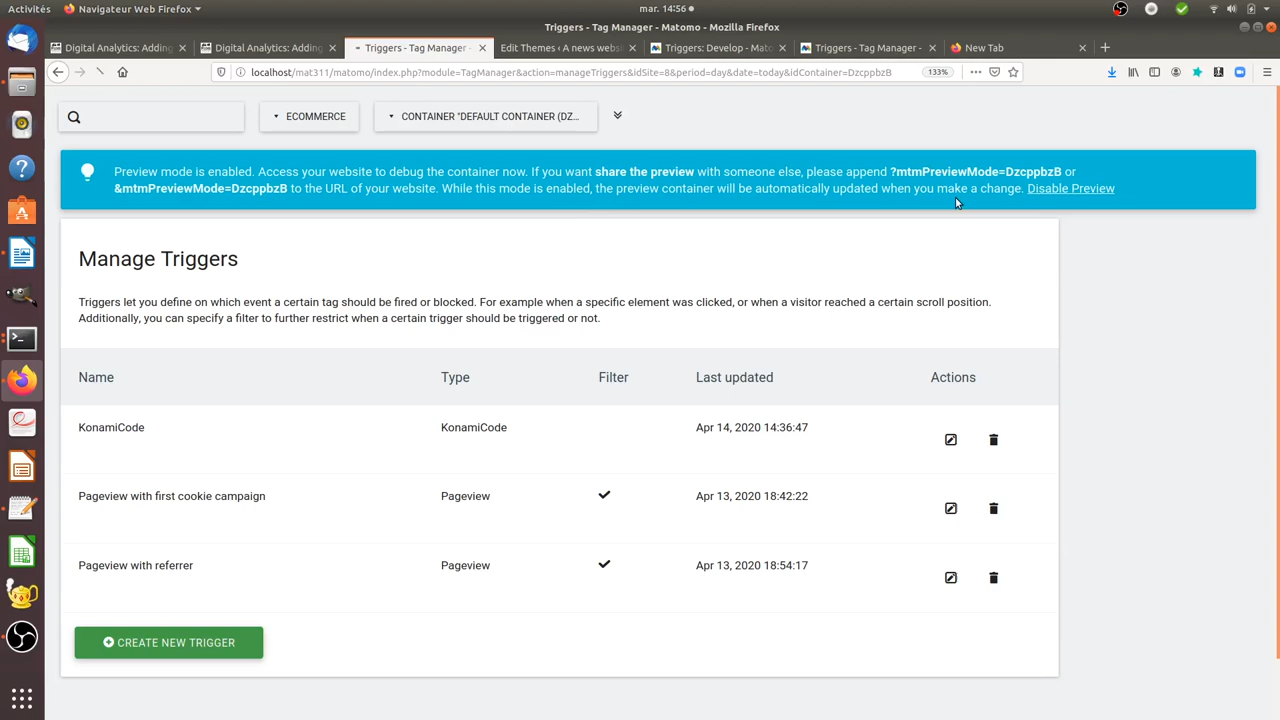 Activités
Navigateur Web Firefox
mar. 14:56
Triggers - Tag Manager - Matomo - Mozilla Firefox
Digital Analytics: Adding
Digital Analytics: Adding
Triggers - Tag Manager -
Edit Themes ‹ A news websi
Triggers: Develop - Matomo
Triggers - Tag Manager -
New Tab
localhost/mat311/matomo/index.php?module=TagManager&action=manageTriggers&idSite=8&period=day&date=today&idContainer=DzcppbzB
133%
ECOMMERCE
CONTAINER "DEFAULT CONTAINER (DZ...
Preview mode is enabled. Access your website to debug the container now. If you want share the preview with someone else, please append ?mtmPreviewMode=DzcppbzB or
&mtmPreviewMode=DzcppbzB to the URL of your website. While this mode is enabled, the preview container will be automatically updated when you make a change. Disable Preview
Manage Triggers
Triggers let you define on which event a certain tag should be fired or blocked. For example when a specific element was clicked, or when a visitor reached a certain scroll position.
Additionally, you can specify a filter to further restrict when a certain trigger should be triggered or not.
Name Type Filter Last updated Actions
KonamiCode KonamiCode Apr 14, 2020 14:36:47
Pageview with first cookie campaign Pageview Apr 13, 2020 18:42:22
Pageview with referrer Pageview Apr 13, 2020 18:54:17
CREATE NEW TRIGGER